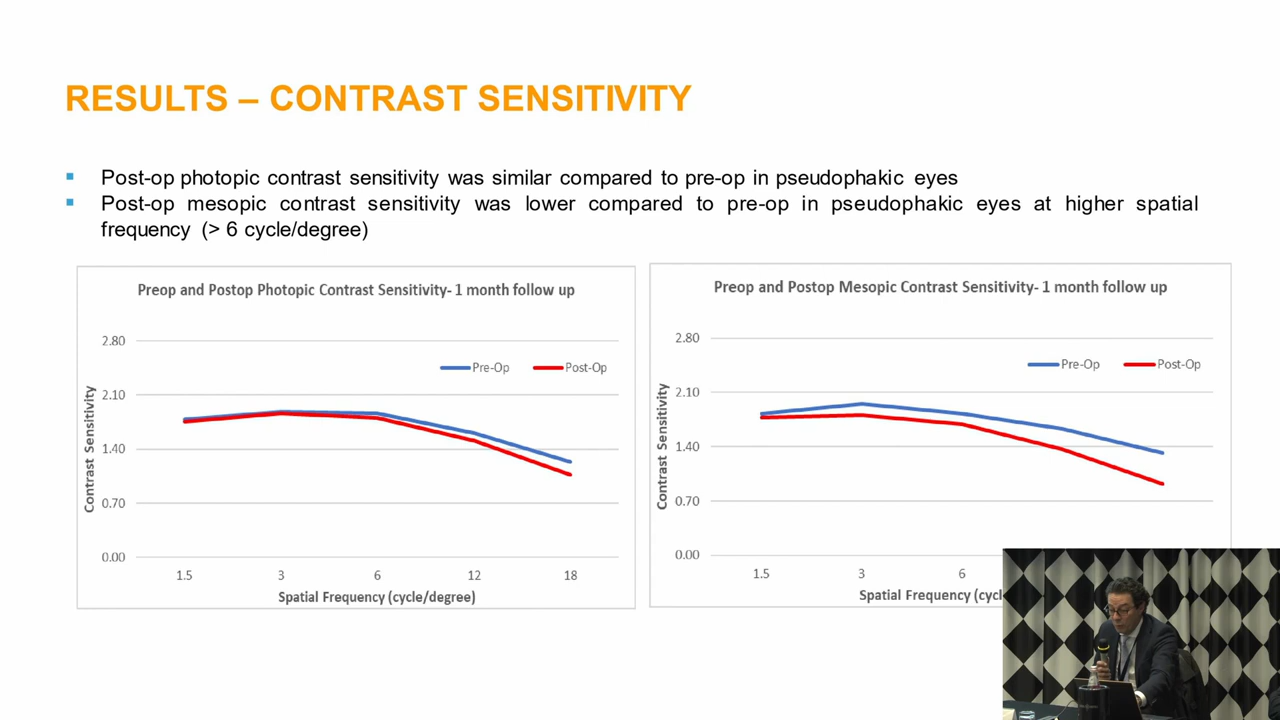 RESULTS – CONTRAST SENSITIVITY
▪ Post-op photopic contrast sensitivity was similar compared to pre-op in pseudophakic eyes
▪ Post-op mesopic contrast sensitivity was lower compared to pre-op in pseudophakic eyes at higher spatial
frequency (> 6 cycle/degree)
Preop and Postop Photopic Contrast Sensitivity- 1 month follow up
2.80
Pre-Op Post-Op
2.10
1.40
0.70
0.00
Contrast Sensitivity
1.5 3 6 12 18
Spatial Frequency (cycle/degree)
Preop and Postop Mesopic Contrast Sensitivity- 1 month follow up
2.80
Pre-Op Post-Op
2.10
1.40
0.70
0.00
Contrast Sensitivity
1.5 3 6
Spatial Frequency (cycl